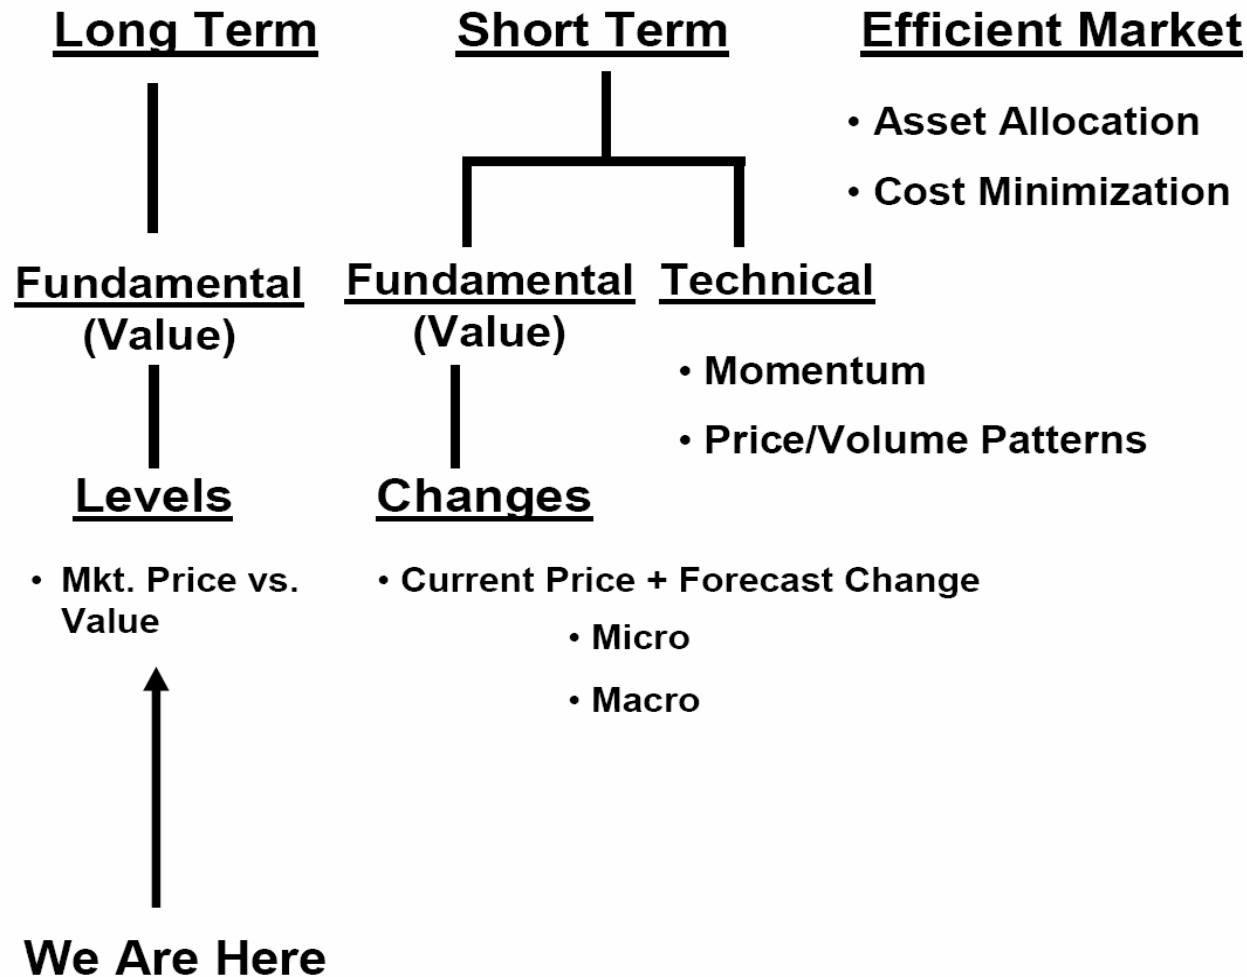 Long Term
Short Term
Efficient Market
• Asset Allocation
• Cost Minimization
Fundamental
(Value)
Fundamental
(Value)
Technical
• Momentum
• Price/Volume Patterns
Levels
Changes
• Mkt. Price vs.
Value
• Current Price + Forecast Change
• Micro
• Macro
We Are Here